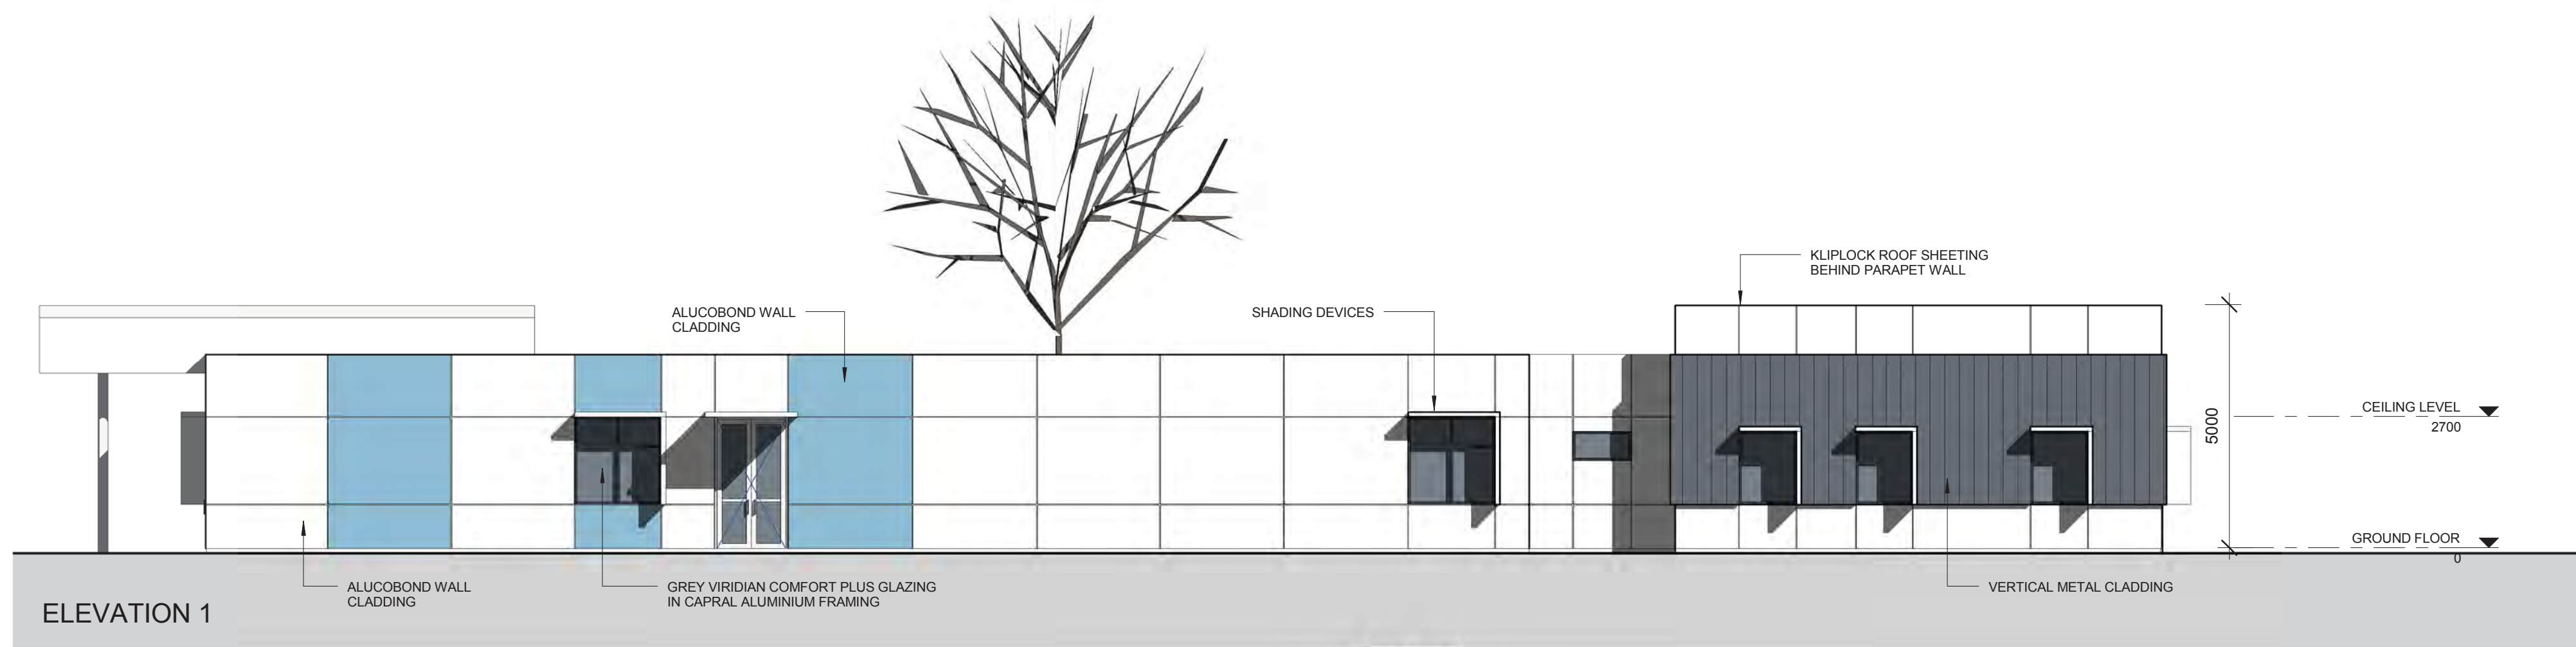 KLIPLOCK ROOF SHEETING
BEHIND PARAPET WALL
ALUCOBOND WALL
CLADDING
SHADING DEVICES
5000
CEILING LEVEL
2700
GROUND FLOOR
0
ALUCOBOND WALL
CLADDING
GREY VIRIDIAN COMFORT PLUS GLAZING
IN CAPRAL ALUMINIUM FRAMING
VERTICAL METAL CLADDING
ELEVATION 1